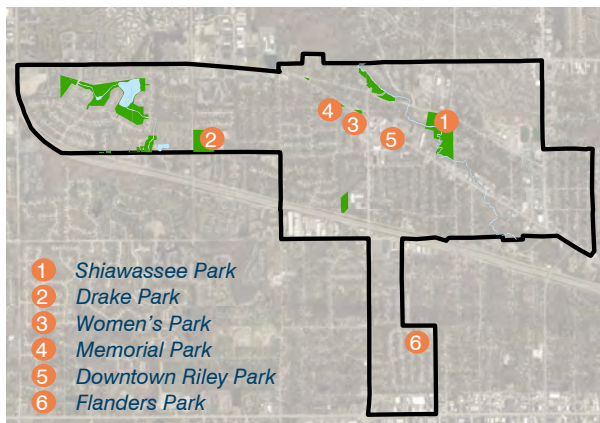 4
3
1
5
2
6
1 Shiawassee Park
2 Drake Park
3 Women's Park
4 Memorial Park
5 Downtown Riley Park
6 Flanders Park